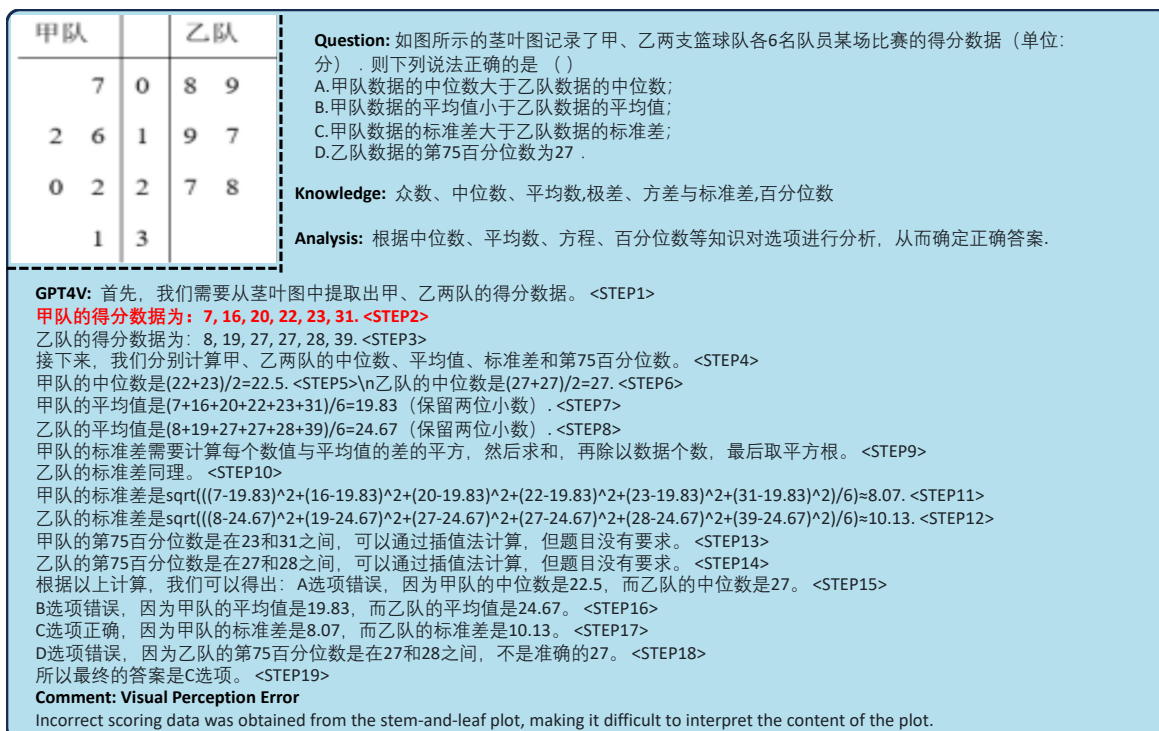 甲队 乙队
7 0 8 9
2 6 1 9 7
0 2 2 7 8
1 3
Question: 如图所示的茎叶图记录了甲、乙两支篮球队各6名队员某场比赛的得分数据（单位:
分）. 则下列说法正确的是 （ ）
A.甲队数据的中位数大于乙队数据的中位数;
B.甲队数据的平均值小于乙队数据的平均值;
C.甲队数据的标准差大于乙队数据的标准差;
D.乙队数据的第75百分位数为27 .
Knowledge: 众数、中位数、平均数,极差、方差与标准差,百分位数
Analysis: 根据中位数、平均数、方程、百分位数等知识对选项进行分析，从而确定正确答案.
GPT4V: 首先，我们需要从茎叶图中提取出甲、乙两队的得分数据。<STEP1>
甲队的得分数据为：7, 16, 20, 22, 23, 31. <STEP2>
乙队的得分数据为：8, 19, 27, 27, 28, 39. <STEP3>
接下来，我们分别计算甲、乙两队的中位数、平均值、标准差和第75百分位数。<STEP4>
甲队的中位数是(22+23)/2=22.5. <STEP5>\n乙队的中位数是(27+27)/2=27. <STEP6>
甲队的平均值是(7+16+20+22+23+31)/6=19.83（保留两位小数）. <STEP7>
乙队的平均值是(8+19+27+27+28+39)/6=24.67（保留两位小数）. <STEP8>
甲队的标准差需要计算每个数值与平均值的差的平方，然后求和，再除以数据个数，最后取平方根。<STEP9>
乙队的标准差同理。<STEP10>
甲队的标准差是sqrt(((7-19.83)^2+(16-19.83)^2+(20-19.83)^2+(22-19.83)^2+(23-19.83)^2+(31-19.83)^2)/6)≈8.07. <STEP11>
乙队的标准差是sqrt(((8-24.67)^2+(19-24.67)^2+(27-24.67)^2+(27-24.67)^2+(28-24.67)^2+(39-24.67)^2)/6)≈10.13. <STEP12>
甲队的第75百分位数是在23和31之间，可以通过插值法计算，但题目没有要求。<STEP13>
乙队的第75百分位数是在27和28之间，可以通过插值法计算，但题目没有要求。<STEP14>
根据以上计算，我们可以得出：A选项错误，因为甲队的中位数是22.5，而乙队的中位数是27。<STEP15>
B选项错误，因为甲队的平均值是19.83，而乙队的平均值是24.67。<STEP16>
C选项正确，因为甲队的标准差是8.07，而乙队的标准差是10.13。<STEP17>
D选项错误，因为乙队的第75百分位数是在27和28之间，不是准确的27。<STEP18>
所以最终的答案是C选项。<STEP19>
Comment: Visual Perception Error
Incorrect scoring data was obtained from the stem-and-leaf plot, making it difficult to interpret the content of the plot.